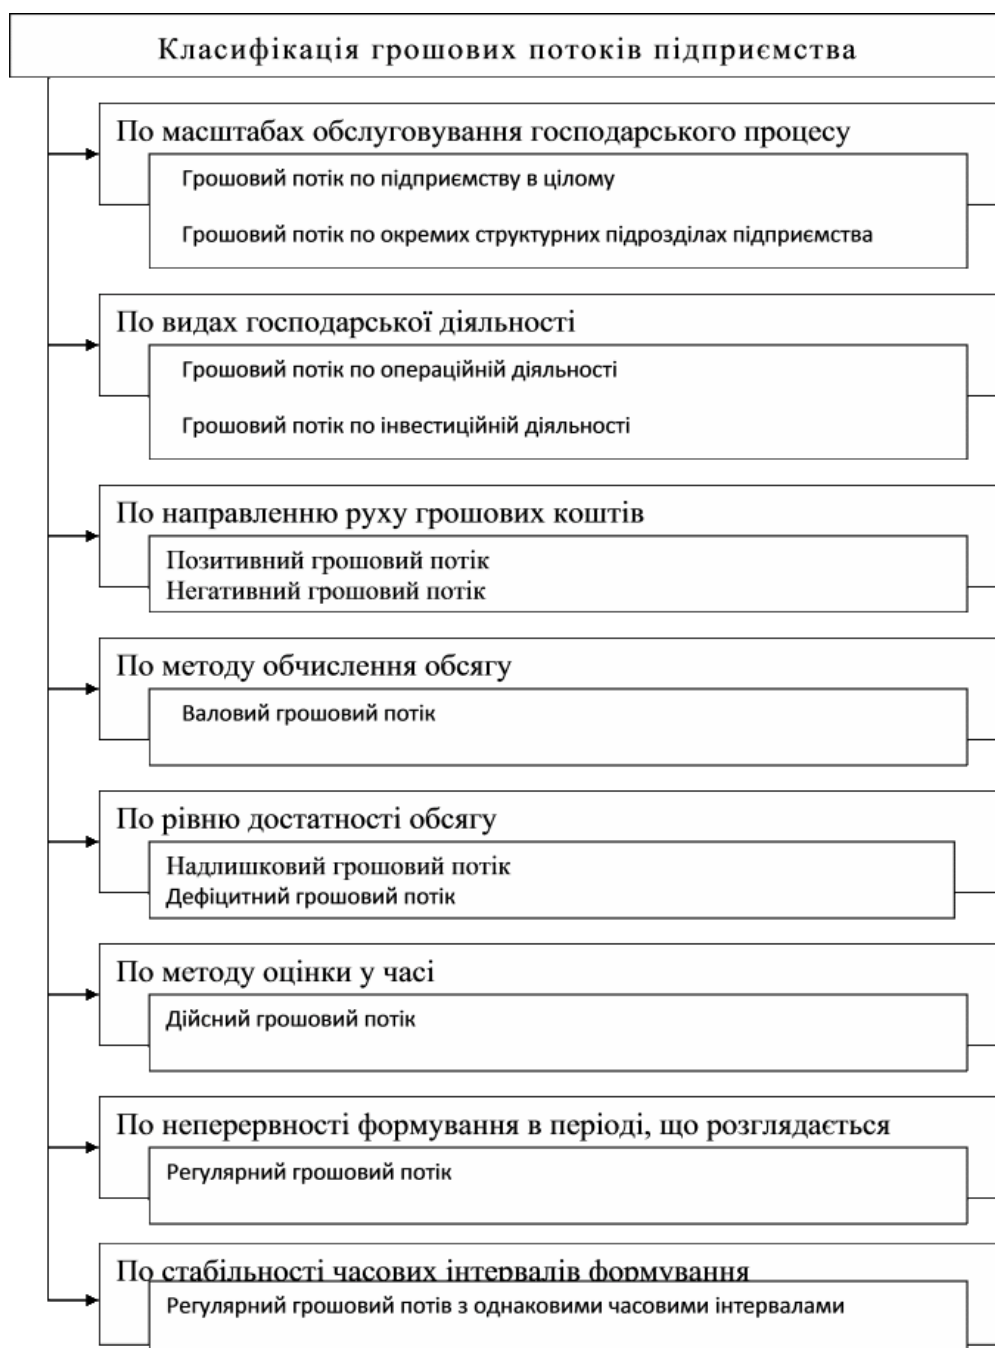 Класифікація грошових потоків підприємства
По масштабах обслуговування господарського процесу
Грошовий потік по підприємству в цілому
Грошовий потік по окремих структурних підрозділах підприємства
По видах господарської діяльності
Грошовий потік по операційній діяльності
Грошовий потік по інвестиційній діяльності
По направленню руху грошових коштів
Позитивний грошовий потік
Негативний грошовий потік
По методу обчислення обсягу
Валовий грошовий потік
По рівню достатності обсягу
Надлишковий грошовий потік
Дефіцитний грошовий потік
По методу оцінки у часі
Дійсний грошовий потік
По неперервності формування в періоді, що розглядається
Регулярний грошовий потік
По стабільності часових інтервалів формування
Регулярний грошовий потів з однаковими часовими інтервалами